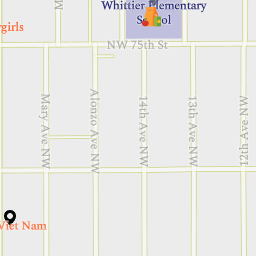 Whittier Elementary
School
M
rgirls
NW 75th St
Mary Ave NW
Alonzo Ave NW
14th Ave NW
13th Ave NW
12th Ave NW
Viet Nam